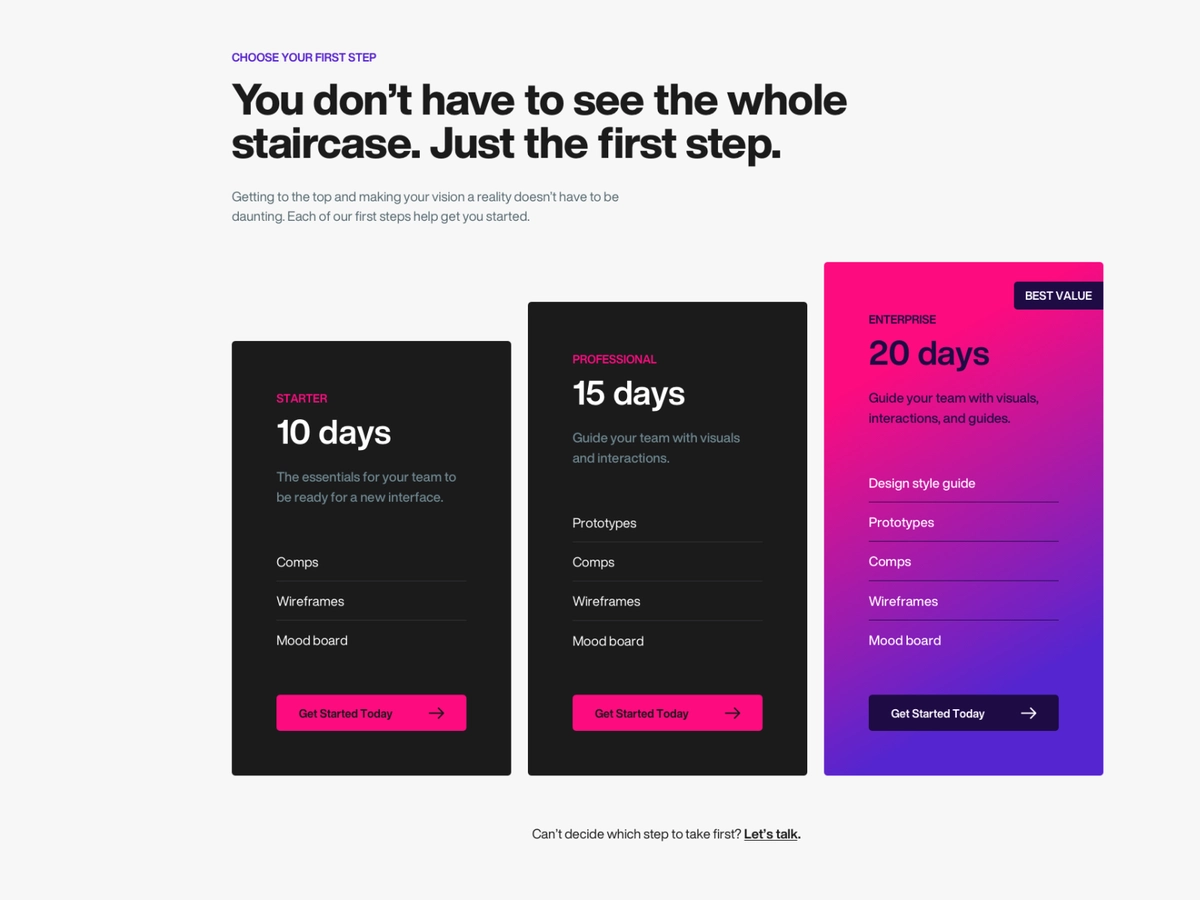 CHOOSE YOUR FIRST STEP
You don’t have to see the whole
staircase. Just the first step.
Getting to the top and making your vision a reality doesn’t have to be
daunting. Each of our first steps help get you started.
STARTER
10 days
The essentials for your team to
be ready for a new interface.
Comps
Wireframes
Mood board
Get Started Today
PROFESSIONAL
15 days
Guide your team with visuals
and interactions.
Prototypes
Comps
Wireframes
Mood board
Get Started Today
BEST VALUE
ENTERPRISE
20 days
Guide your team with visuals,
interactions, and guides.
Design style guide
Prototypes
Comps
Wireframes
Mood board
Get Started Today
Can’t decide which step to take first? Let’s talk.